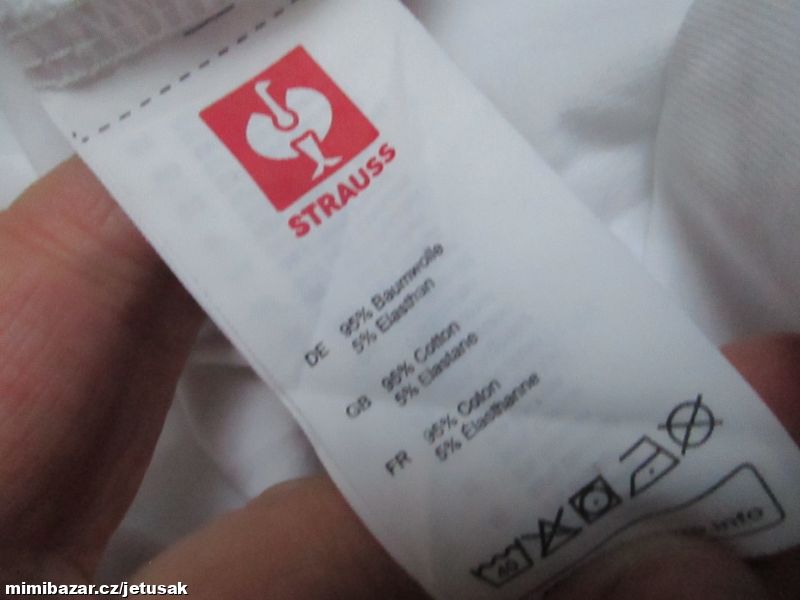 STRAUSS
DE 95% Baumwolle
5% Elasthan
GB 95% Cotton
5% Elastane
FR 95% Coton
5% Élasthanne
40
.info
mimibazar.cz/jetusak